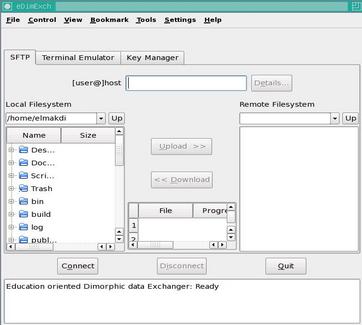 eDimExch
File Control View Bookmark Tools Settings Help
SFTP Terminal Emulator Key Manager
[user@]host Details...
Local Filesystem Remote Filesystem
/home/elmakdi Up Up
Name Size
Des...
Doc...
Scri...
Trash
bin
build
log
publ...
Upload >>
<< Download
File Progre
1
2
Connect Disconnect Quit
Education oriented Dimorphic data Exchanger: Ready